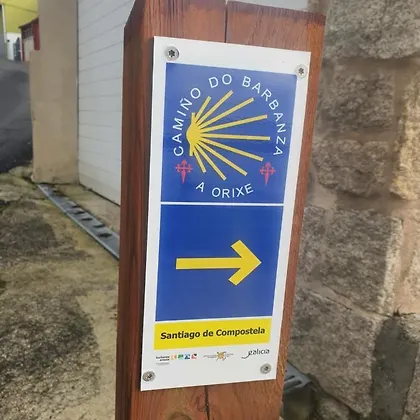 CAMIÑO DO BARBANZA
A ORIXE
Santiago de Compostela
galicia